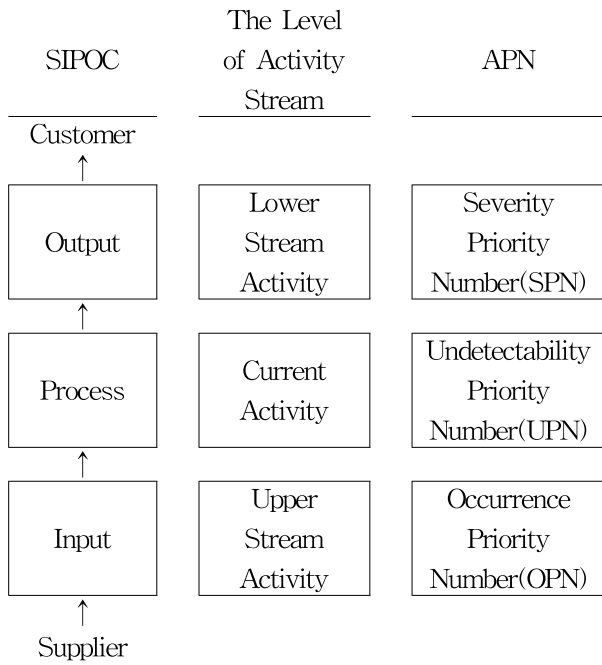 SIPOC
The Level
of Activity
Stream
APN
Customer
Output
Lower
Stream
Activity
Severity
Priority
Number(SPN)
Process
Current
Activity
Undetectability
Priority
Number(UPN)
Input
Upper
Stream
Activity
Occurrence
Priority
Number(OPN)
Supplier